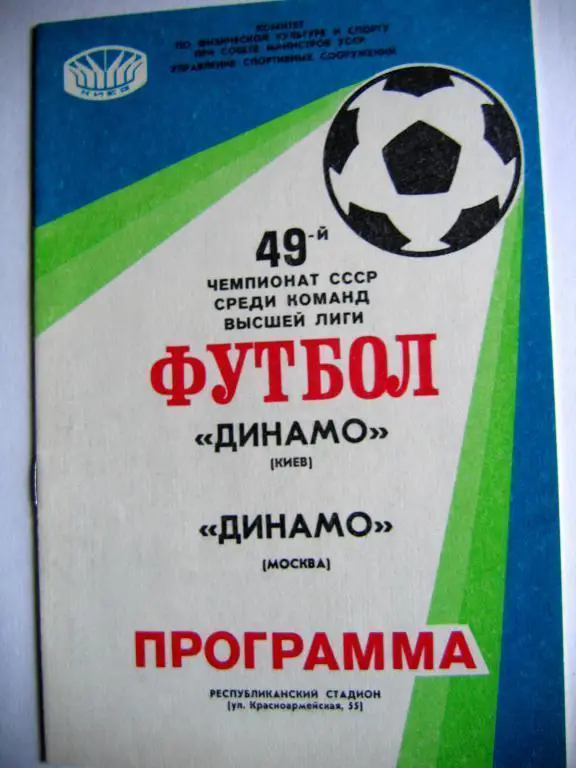 КОМИТЕТ
ПО ФИЗИЧЕСКОЙ КУЛЬТУРЕ И СПОРТУ
ПРИ СОВЕТЕ МИНИСТРОВ УССР
УПРАВЛЕНИЕ СПОРТИВНЫХ СООРУЖЕНИЙ
КИЕВ
49-й
ЧЕМПИОНАТ СССР
СРЕДИ КОМАНД
ВЫСШЕЙ ЛИГИ
ФУТБОЛ
«ДИНАМО»
(КИЕВ)
«ДИНАМО»
(МОСКВА)
ПРОГРАММА
РЕСПУБЛИКАНСКИЙ СТАДИОН
(ул. Красноармейская, 55)